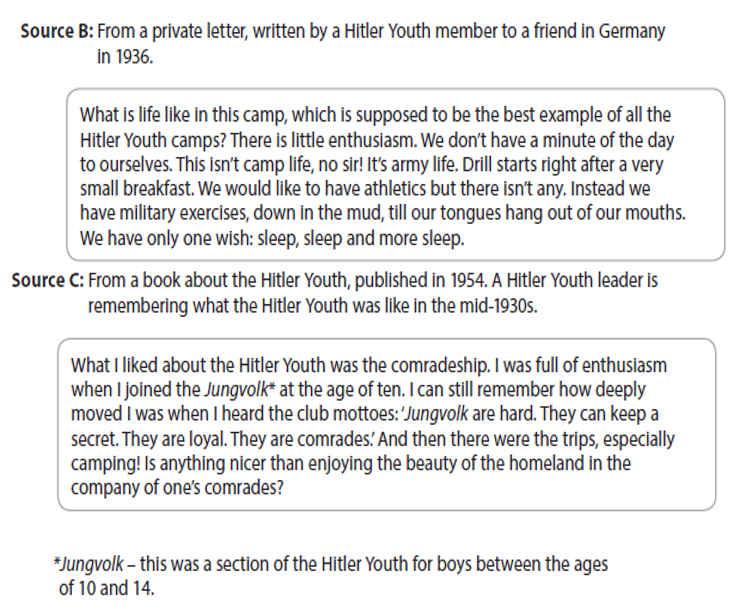 Source B: From a private letter, written by a Hitler Youth member to a friend in Germany
in 1936.
What is life like in this camp, which is supposed to be the best example of all the
Hitler Youth camps? There is little enthusiasm. We don't have a minute of the day
to ourselves. This isn't camp life, no sir! It's army life. Drill starts right after a very
small breakfast. We would like to have athletics but there isn't any. Instead we
have military exercises, down in the mud, till our tongues hang out of our mouths.
We have only one wish: sleep, sleep and more sleep.
Source C: From a book about the Hitler Youth, published in 1954. A Hitler Youth leader is
remembering what the Hitler Youth was like in the mid-1930s.
What I liked about the Hitler Youth was the comradeship. I was full of enthusiasm
when I joined the Jungvolk* at the age of ten. I can still remember how deeply
moved I was when I heard the club mottoes: 'Jungvolk are hard. They can keep a
secret. They are loyal. They are comrades.' And then there were the trips, especially
camping! Is anything nicer than enjoying the beauty of the homeland in the
company of one's comrades?
*Jungvolk – this was a section of the Hitler Youth for boys between the ages
of 10 and 14.